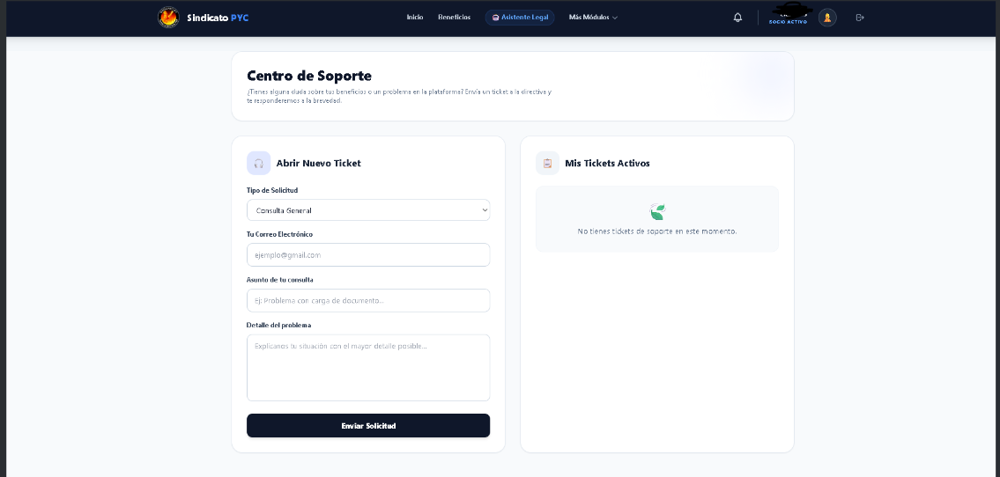 Sindicato PYC
Inicio
Beneficios
Asistente Legal
Más Módulos
SOCIO ACTIVO
Centro de Soporte
¿Tienes alguna duda sobre tus beneficios o un problema en la plataforma? Envía un ticket a la directiva y
te responderemos a la brevedad.
Abrir Nuevo Ticket
Tipo de Solicitud
Consulta General
Tu Correo Electrónico
ejemplo@gmail.com
Asunto de tu consulta
Ej: Problema con carga de documento...
Detalle del problema
Explícanos tu situación con el mayor detalle posible...
Enviar Solicitud
Mis Tickets Activos
No tienes tickets de soporte en este momento.